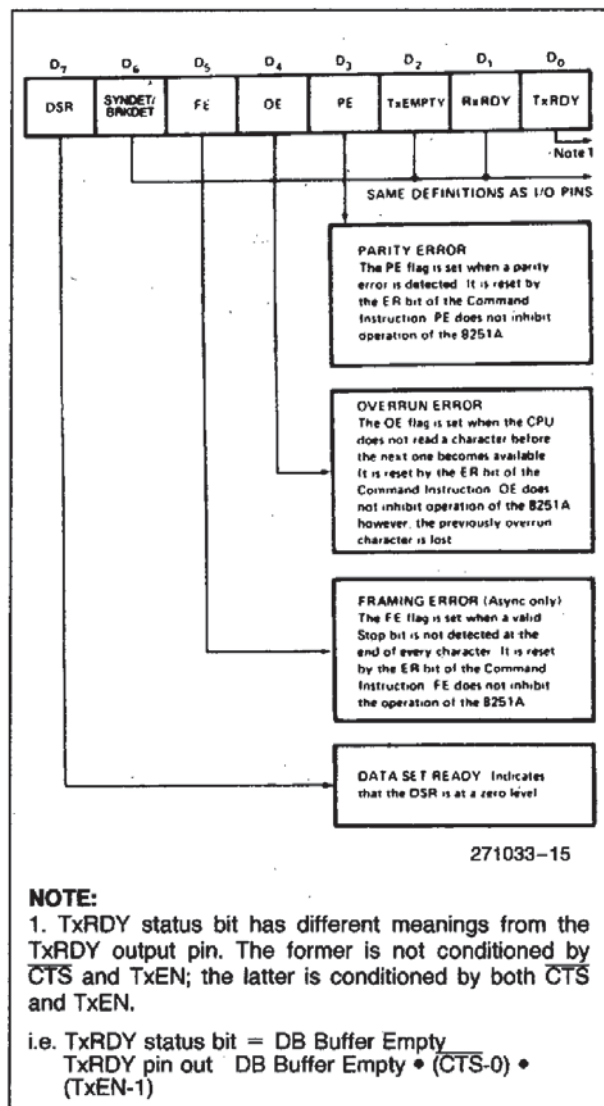 D7 D6 D5 D4 D3 D2 D1 D0
DSR SYNDET/BRKDET FE OE PE TxEMPTY RxRDY TxRDY
Note 1
SAME DEFINITIONS AS I/O PINS
PARITY ERROR
The PE flag is set when a parity
error is detected It is reset by
the ER bit of the Command
Instruction PE does not inhibit
operation of the 8251A
OVERRUN ERROR
The OE flag is set when the CPU
does not read a character before
the next one becomes available
It is reset by the ER bit of the
Command Instruction OE does
not inhibit operation of the 8251A
however, the previously overrun
character is lost
FRAMING ERROR (Async only)
The FE flag is set when a valid
Stop bit is not detected at the
end of every character It is reset
by the ER bit of the Command
Instruction FE does not inhibit
the operation of the 8251A
DATA SET READY Indicates
that the DSR is at a zero level
271033–15
NOTE:
1. TxRDY status bit has different meanings from the
TxRDY output pin. The former is not conditioned by
C̅T̅S̅ and TxEN; the latter is conditioned by both C̅T̅S̅
and TxEN.
i.e. TxRDY status bit = DB Buffer Empty
TxRDY pin out DB Buffer Empty • (C̅T̅S̅-0) •
(TxEN-1)